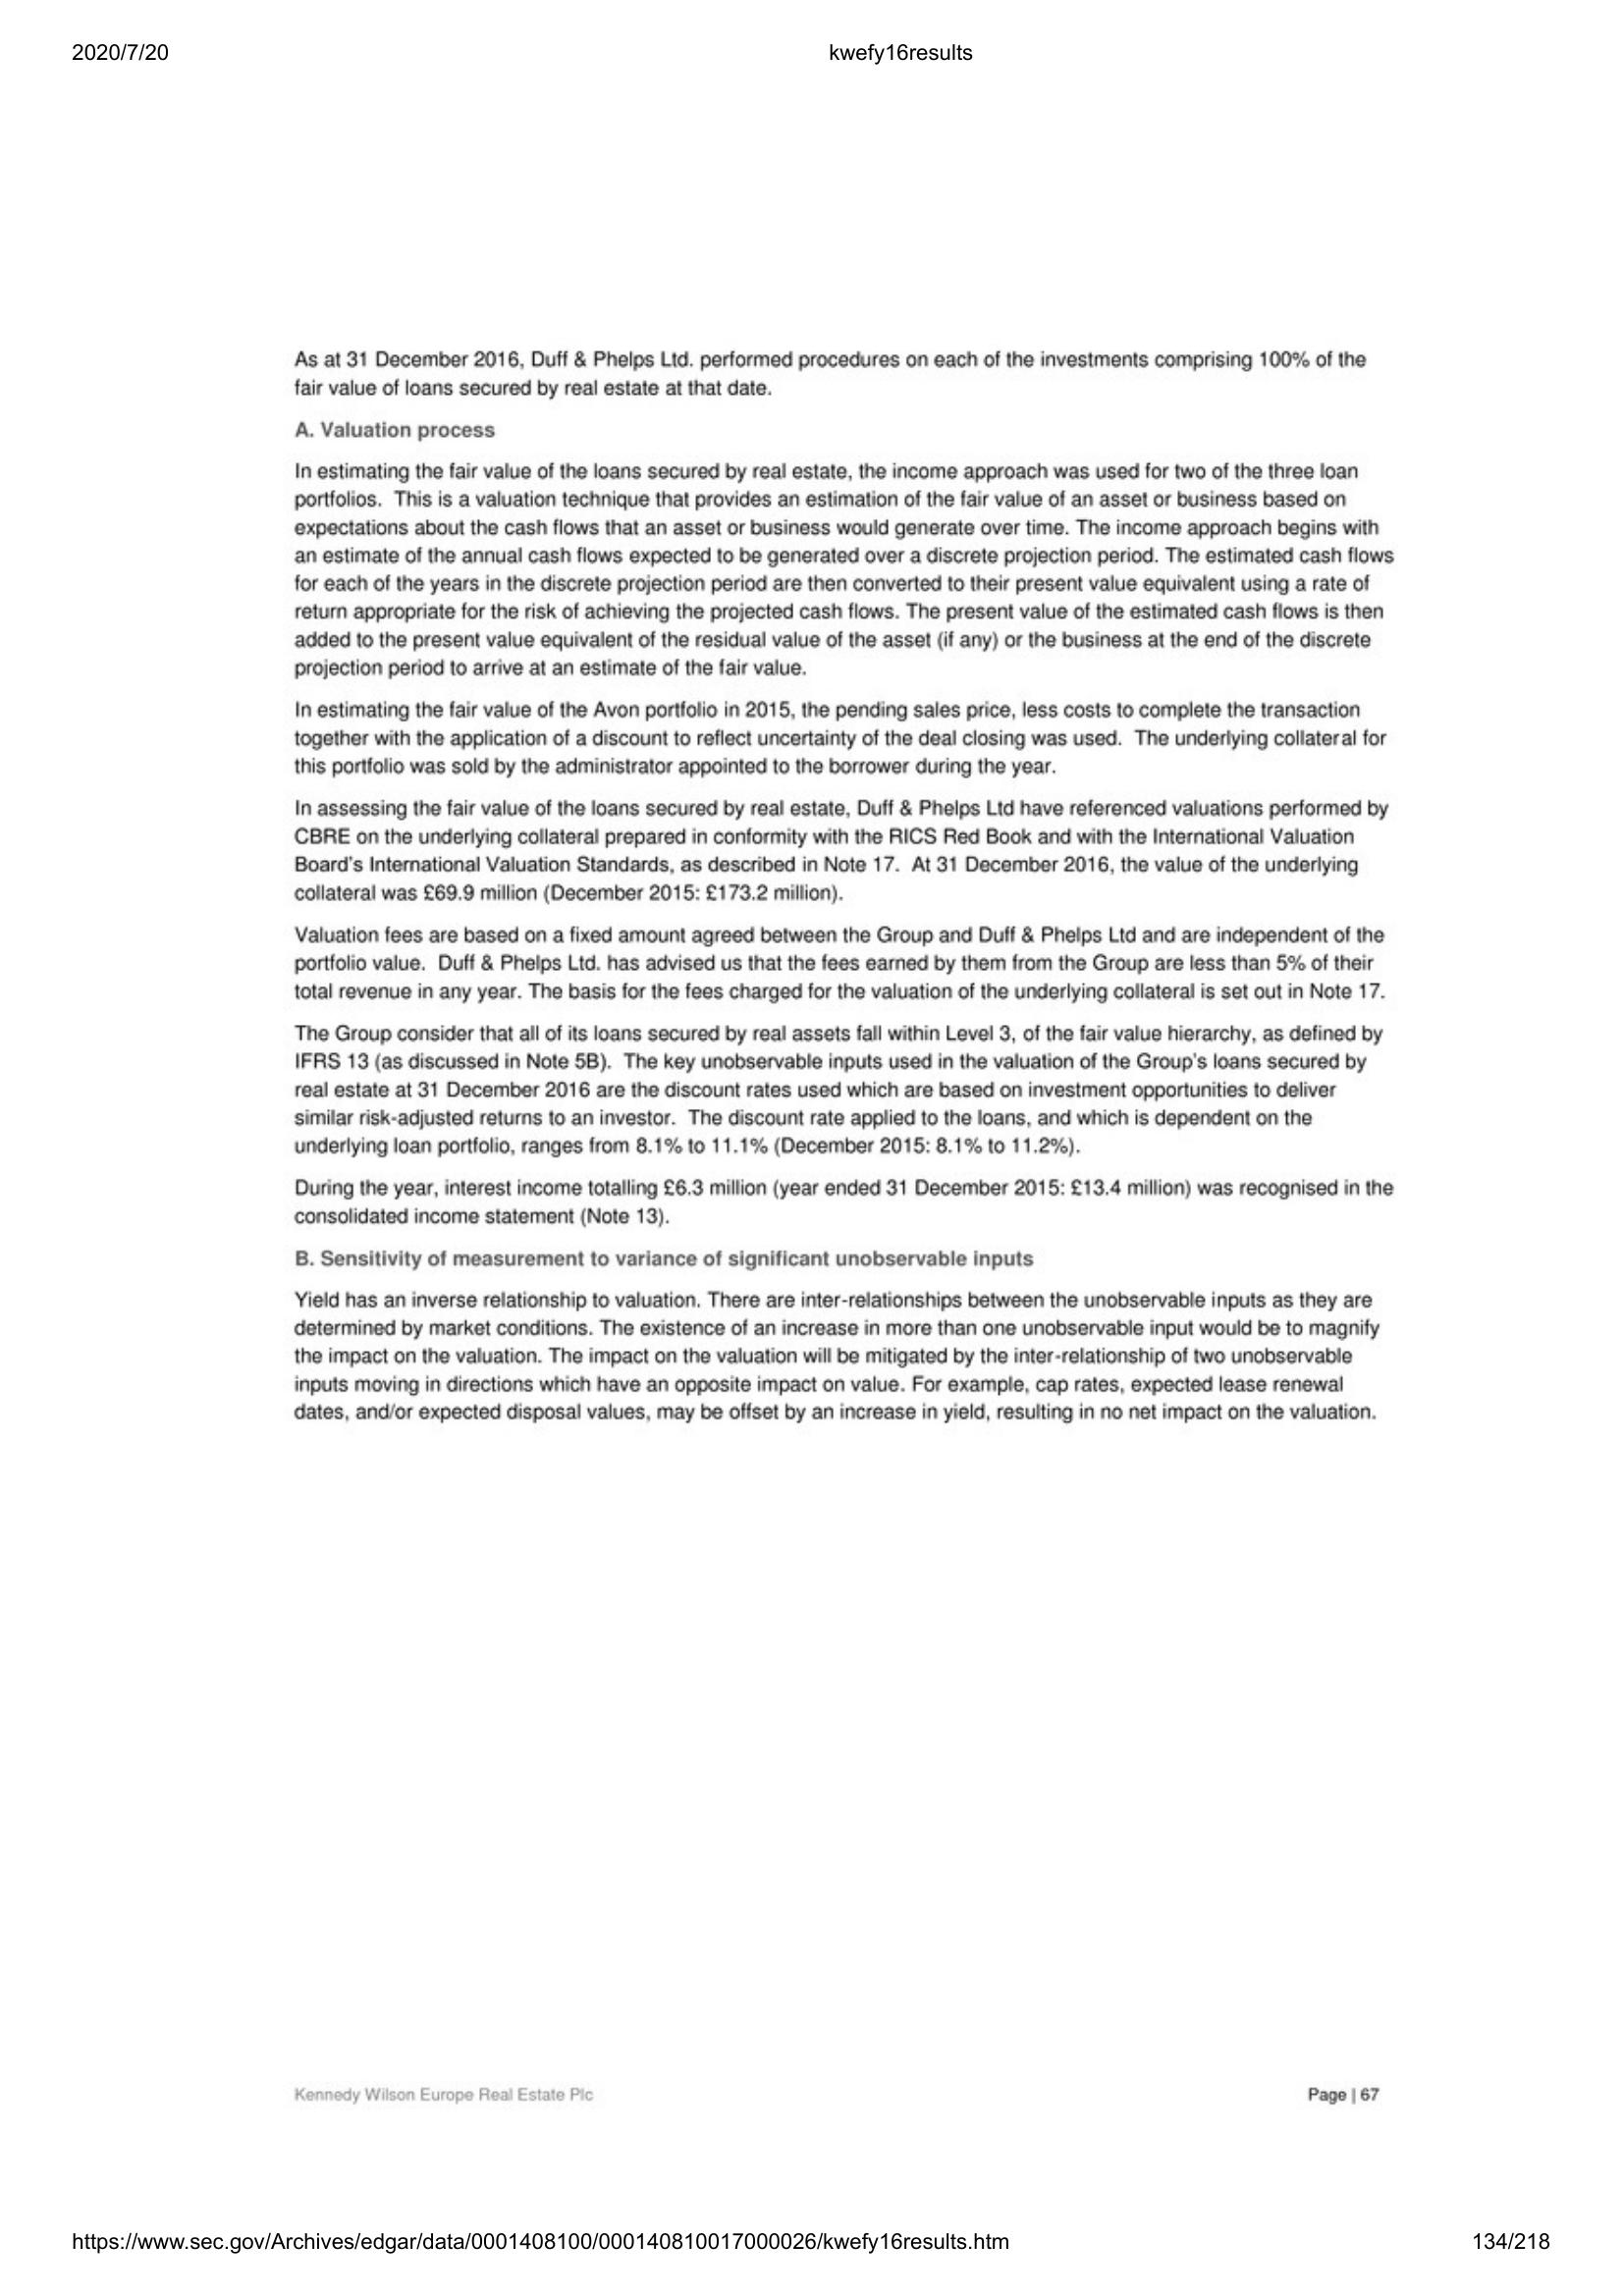 2020/7/20 kwefy16results
As at 31 December 2016, Duff & Phelps Ltd. performed procedures on each of the investments comprising 100% of the
fair value of loans secured by real estate at that date.
A. Valuation process
In estimating the fair value of the loans secured by real estate, the income approach was used for two of the three loan
portfolios. This is a valuation technique that provides an estimation of the fair value of an asset or business based on
expectations about the cash flows that an asset or business would generate over time. The income approach begins with
an estimate of the annual cash flows expected to be generated over a discrete projection period. The estimated cash flows
for each of the years in the discrete projection period are then converted to their present value equivalent using a rate of
return appropriate for the risk of achieving the projected cash flows. The present value of the estimated cash flows is then
added to the present value equivalent of the residual value of the asset (if any) or the business at the end of the discrete
projection period to arrive at an estimate of the fair value.
In estimating the fair value of the Avon portfolio in 2015, the pending sales price, less costs to complete the transaction
together with the application of a discount to reflect uncertainty of the deal closing was used. The underlying collateral for
this portfolio was sold by the administrator appointed to the borrower during the year.
In assessing the fair value of the loans secured by real estate, Duff & Phelps Ltd have referenced valuations performed by
CBRE on the underlying collateral prepared in conformity with the RICS Red Book and with the International Valuation
Board's International Valuation Standards, as described in Note 17. At 31 December 2016, the value of the underlying
collateral was £69.9 million (December 2015: £173.2 million).
Valuation fees are based on a fixed amount agreed between the Group and Duff & Phelps Ltd and are independent of the
portfolio value. Duff & Phelps Ltd. has advised us that the fees earned by them from the Group are less than 5% of their
total revenue in any year. The basis for the fees charged for the valuation of the underlying collateral is set out in Note 17.
The Group consider that all of its loans secured by real assets fall within Level 3, of the fair value hierarchy, as defined by
IFRS 13 (as discussed in Note 5B). The key unobservable inputs used in the valuation of the Group's loans secured by
real estate at 31 December 2016 are the discount rates used which are based on investment opportunities to deliver
similar risk-adjusted returns to an investor. The discount rate applied to the loans, and which is dependent on the
underlying loan portfolio, ranges from 8.1% to 11.1% (December 2015: 8.1% to 11.2%).
During the year, interest income totalling £6.3 million (year ended 31 December 2015: £13.4 million) was recognised in the
consolidated income statement (Note 13).
B. Sensitivity of measurement to variance of significant unobservable inputs
Yield has an inverse relationship to valuation. There are inter-relationships between the unobservable inputs as they are
determined by market conditions. The existence of an increase in more than one unobservable input would be to magnify
the impact on the valuation. The impact on the valuation will be mitigated by the inter-relationship of two unobservable
inputs moving in directions which have an opposite impact on value. For example, cap rates, expected lease renewal
dates, and/or expected disposal values, may be offset by an increase in yield, resulting in no net impact on the valuation.
Kennedy Wilson Europe Real Estate Plc Page | 67
https://www.sec.gov/Archives/edgar/data/0001408100/000140810017000026/kwefy16results.htm 134/218